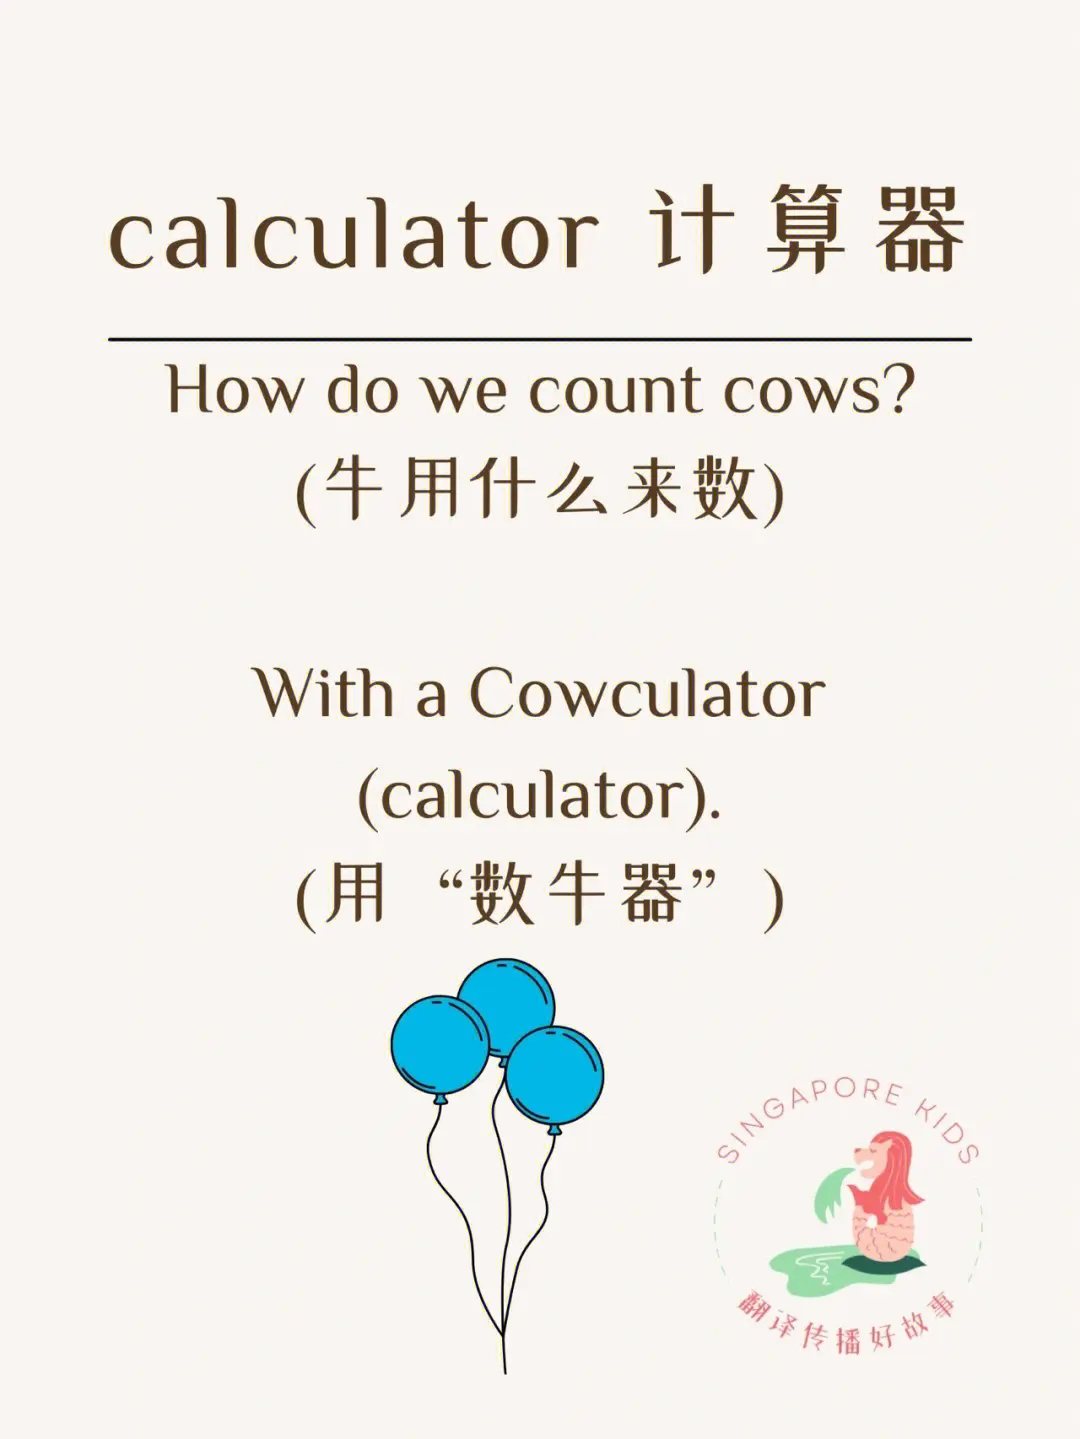 calculator 计算器
How do we count cows?
(牛用什么来数)
With a Cowculator
(calculator).
(用 “数牛器” )
SINGAPORE KIDS
翻译传播好故事